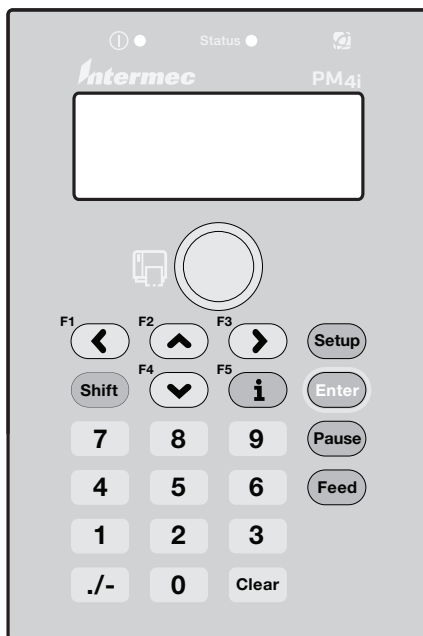 Status
Intermec PM4i
F1 F2 F3
Setup
F4 F5
Shift i Enter
7 8 9 Pause
4 5 6 Feed
1 2 3
./- 0 Clear